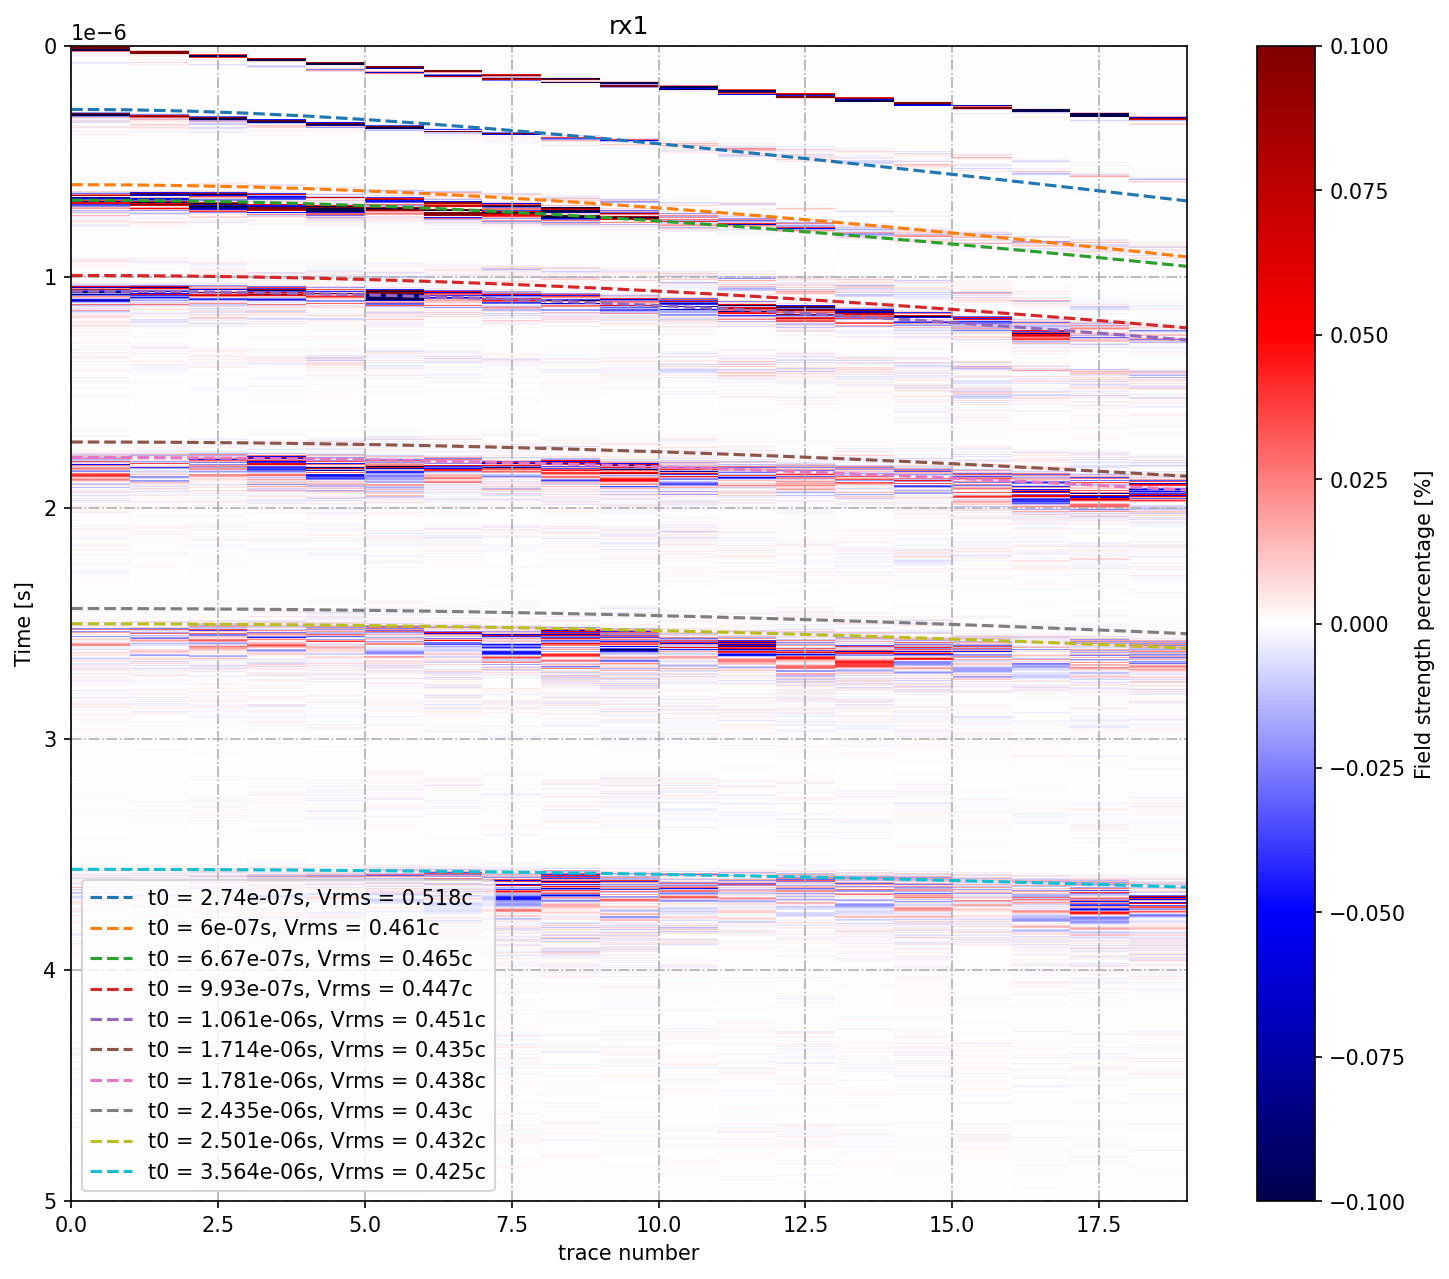 rx1
1e−6
0
1
2
3
4
5
Time [s]
0.0
2.5
5.0
7.5
10.0
12.5
15.0
17.5
trace number
t0 = 2.74e-07s, Vrms = 0.518c
t0 = 6e-07s, Vrms = 0.461c
t0 = 6.67e-07s, Vrms = 0.465c
t0 = 9.93e-07s, Vrms = 0.447c
t0 = 1.061e-06s, Vrms = 0.451c
t0 = 1.714e-06s, Vrms = 0.435c
t0 = 1.781e-06s, Vrms = 0.438c
t0 = 2.435e-06s, Vrms = 0.43c
t0 = 2.501e-06s, Vrms = 0.432c
t0 = 3.564e-06s, Vrms = 0.425c
0.100
0.075
0.050
0.025
0.000
−0.025
−0.050
−0.075
−0.100
Field strength percentage [%]